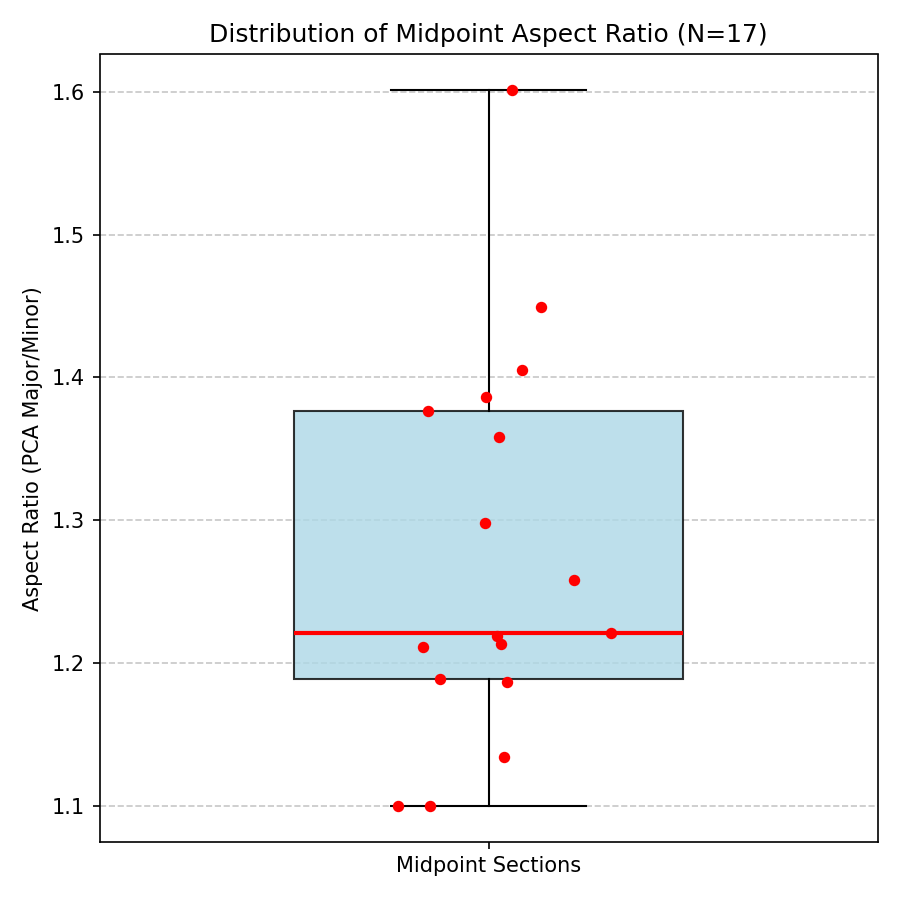 Distribution of Midpoint Aspect Ratio (N=17)
1.6
1.5
1.4
1.3
1.2
1.1
Aspect Ratio (PCA Major/Minor)
Midpoint Sections